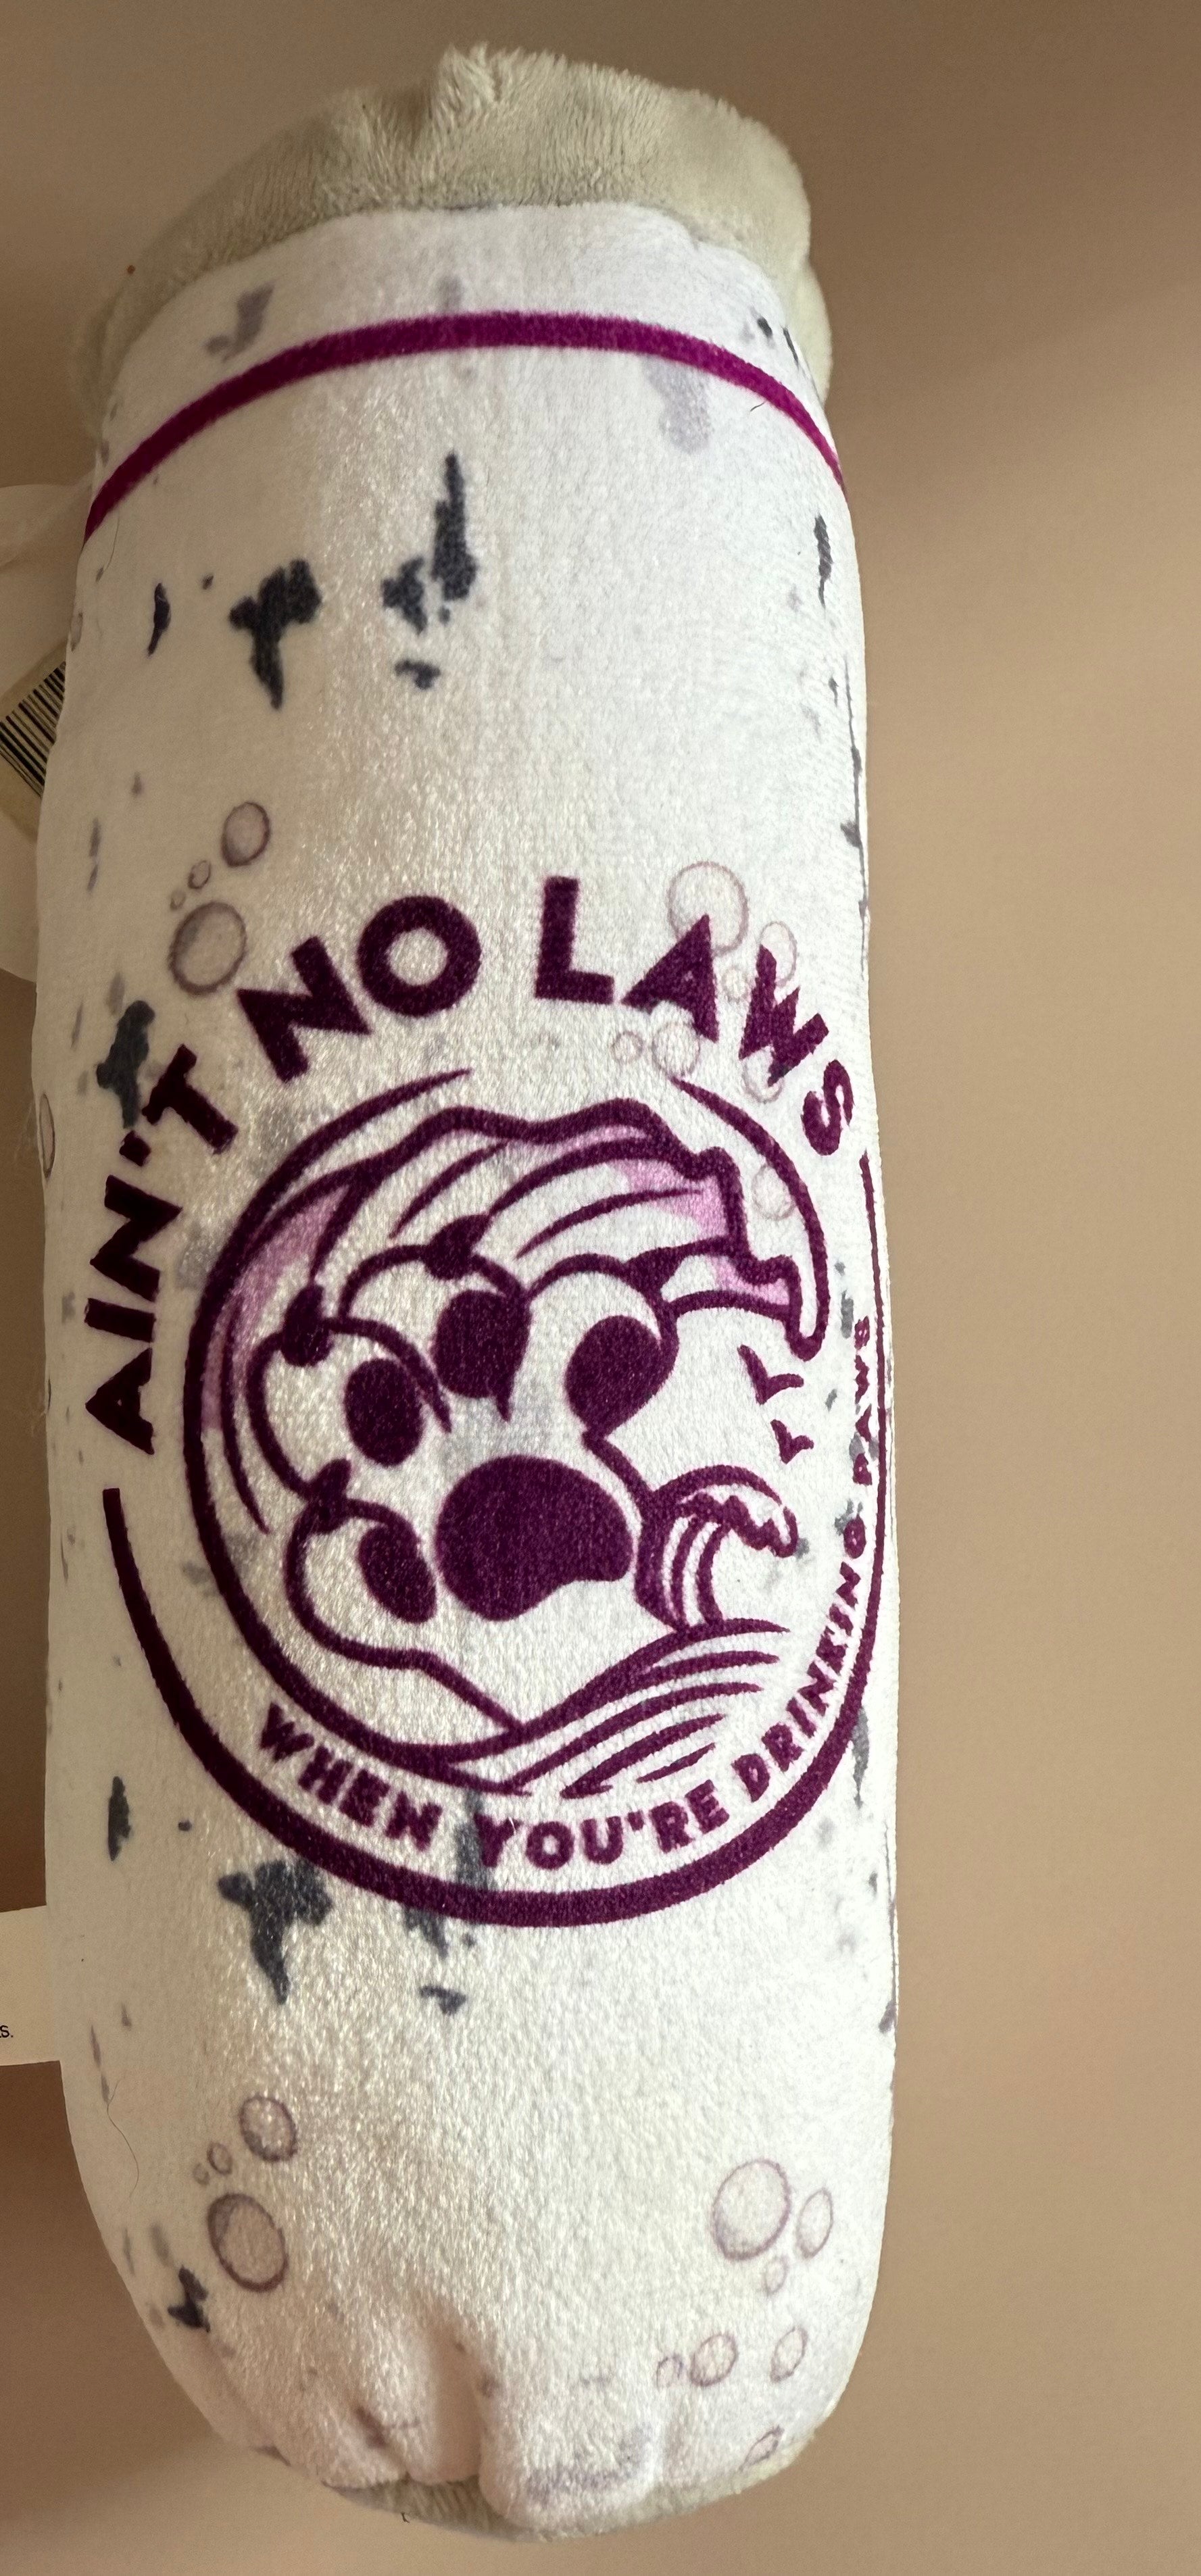 AIN'T NO LAWS
WHEN YOU'RE DRINKING PAWS
s.